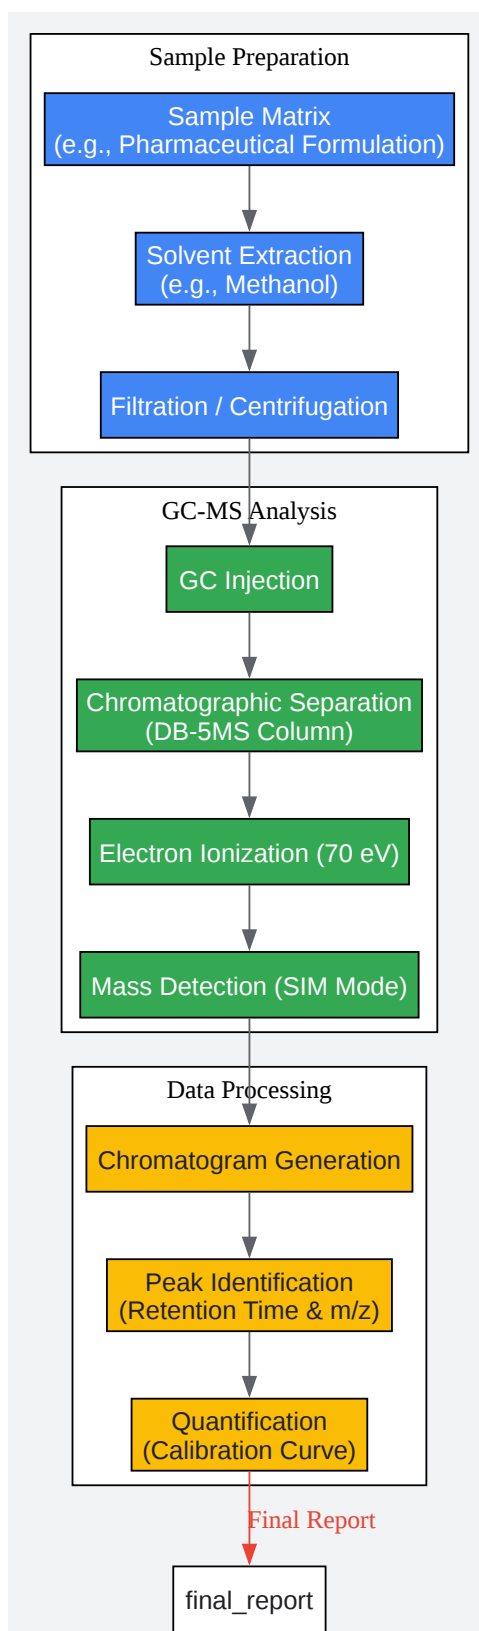 Sample Preparation
Sample Matrix
(e.g., Pharmaceutical Formulation)
Solvent Extraction
(e.g., Methanol)
Filtration / Centrifugation
GC-MS Analysis
GC Injection
Chromatographic Separation
(DB-5MS Column)
Electron Ionization (70 eV)
Mass Detection (SIM Mode)
Data Processing
Chromatogram Generation
Peak Identification
(Retention Time & m/z)
Quantification
(Calibration Curve)
Final Report
final_report